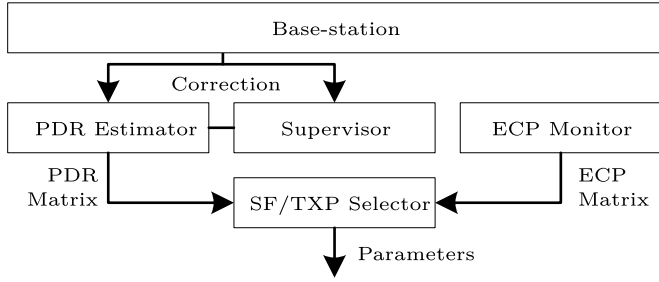 Base-station
Correction
PDR Estimator
Supervisor
ECP Monitor
PDR
Matrix
ECP
Matrix
SF/TXP Selector
Parameters